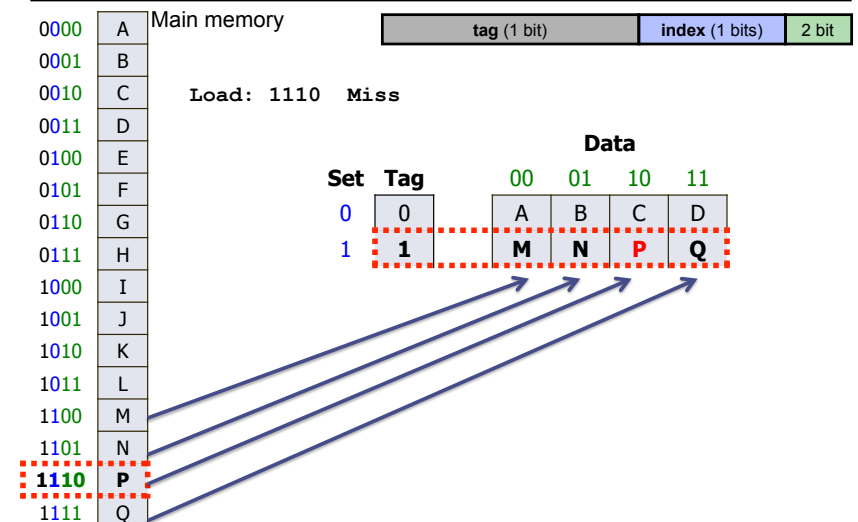 Main memory
tag (1 bit) index (1 bits) 2 bit
0000 A
0001 B
0010 C
0011 D
0100 E
0101 F
0110 G
0111 H
1000 I
1001 J
1010 K
1011 L
1100 M
1101 N
1110 P
1111 Q
Load: 1110 Miss
Data
Set Tag 00 01 10 11
0 0 A B C D
1 1 M N P Q